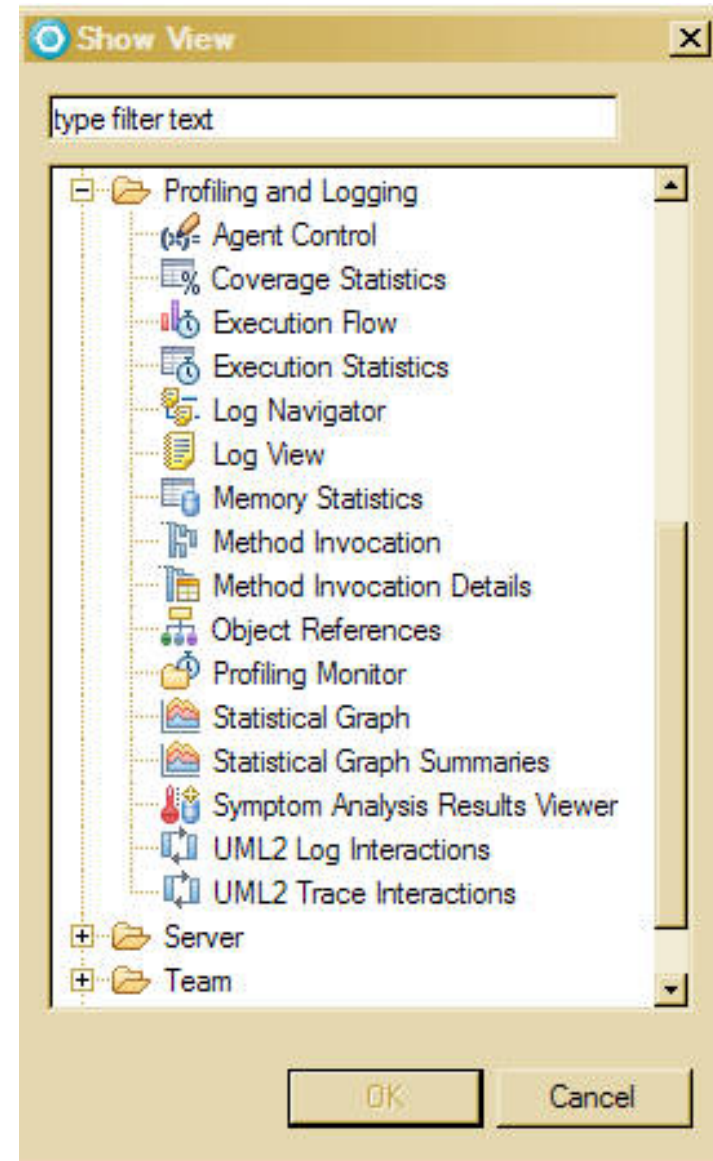 Show View
type filter text
Profiling and Logging
Agent Control
Coverage Statistics
Execution Flow
Execution Statistics
Log Navigator
Log View
Memory Statistics
Method Invocation
Method Invocation Details
Object References
Profiling Monitor
Statistical Graph
Statistical Graph Summaries
Symptom Analysis Results Viewer
UML2 Log Interactions
UML2 Trace Interactions
Server
Team
OK Cancel